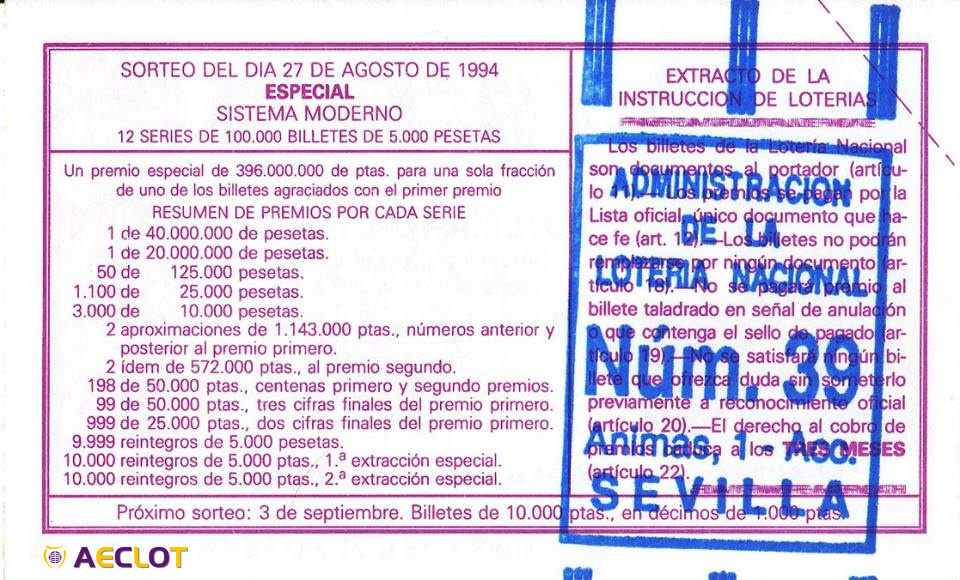 SORTEO DEL DIA 27 DE AGOSTO DE 1994
ESPECIAL
SISTEMA MODERNO
12 SERIES DE 100.000 BILLETES DE 5.000 PESETAS
Un premio especial de 396.000.000 de ptas. para una sola fracción
de uno de los billetes agraciados con el primer premio
RESUMEN DE PREMIOS POR CADA SERIE
1 de 40.000.000 de pesetas.
1 de 20.000.000 de pesetas.
50 de 125.000 pesetas.
1.100 de 25.000 pesetas.
3.000 de 10.000 pesetas.
2 aproximaciones de 1.143.000 ptas., números anterior y
posterior al premio primero.
2 ídem de 572.000 ptas., al premio segundo.
198 de 50.000 ptas., centenas primero y segundo premios.
99 de 50.000 ptas., tres cifras finales del premio primero.
999 de 25.000 ptas., dos cifras finales del premio primero.
9.999 reintegros de 5.000 pesetas.
10.000 reintegros de 5.000 ptas., 1.ª extracción especial.
10.000 reintegros de 5.000 ptas., 2.ª extracción especial.
EXTRACTO DE LA
INSTRUCCION DE LOTERIAS
Los billetes de la Lotería Nacional
son documentos al portador (artícu-
lo 11).—Los premios se pagan por la
Lista oficial, único documento que ha-
ce fe (art. 12).—Los billetes no podrán
remplazarse por ningún documento (ar-
tículo 18).—No se pagará premio al
billete taladrado en señal de anulación
o que contenga el sello de pagado (ar-
tículo 19).—No se satisfará ningún bi-
llete que ofrezca duda sin someterlo
previamente a reconocimiento oficial
(artículo 20).—El derecho al cobro de
premios caduca a los TRES MESES
(artículo 22).
ADMNISTRACION
DE LA
LOTERIA NACIONAL
Núm. 39
Animas, 1 - Acc.
SEVILLA
Próximo sorteo: 3 de septiembre. Billetes de 10.000 ptas., en décimos de 1.000 ptas.
AECLOT